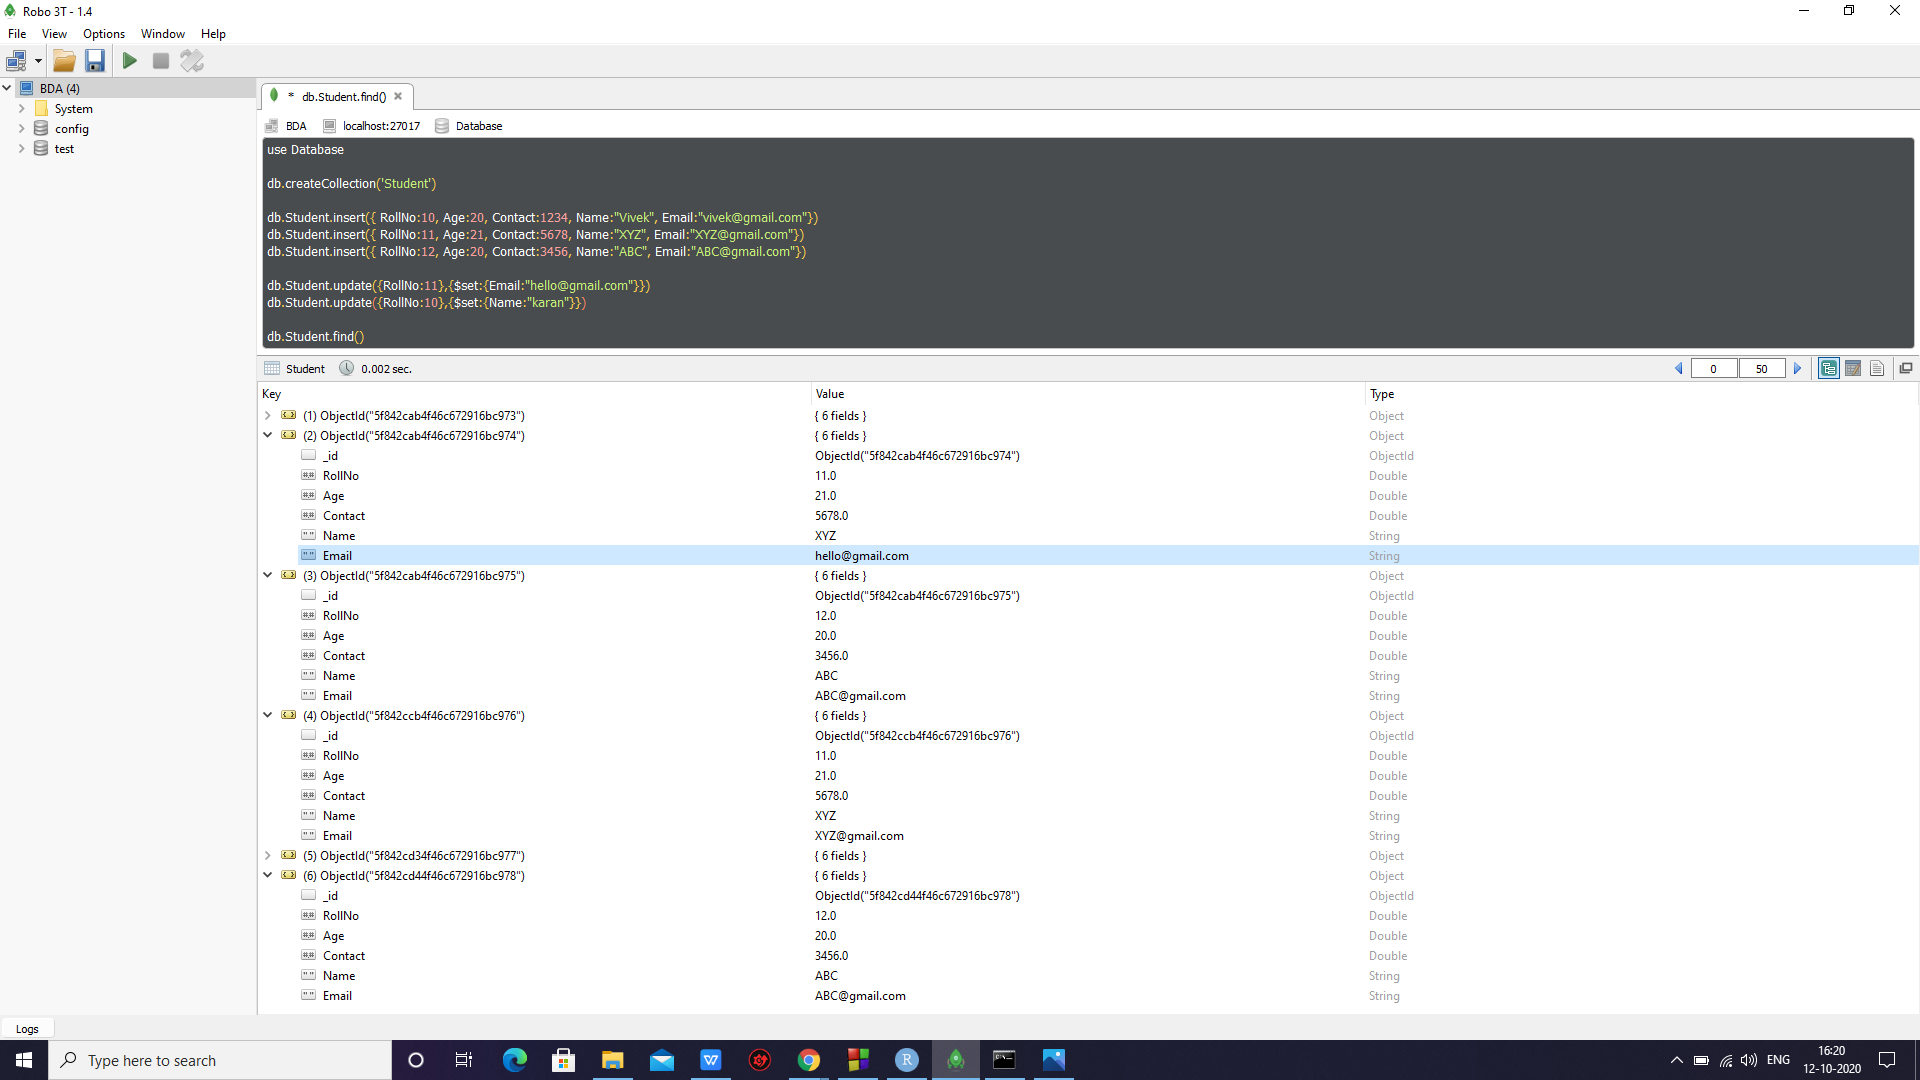 Robo 3T - 1.4
File View Options Window Help
BDA (4)
System
config
test
* db.Student.find()
BDA localhost:27017 Database
use Database
db.createCollection('Student')
db.Student.insert({ RollNo:10, Age:20, Contact:1234, Name:"Vivek", Email:"vivek@gmail.com"})
db.Student.insert({ RollNo:11, Age:21, Contact:5678, Name:"XYZ", Email:"XYZ@gmail.com"})
db.Student.insert({ RollNo:12, Age:20, Contact:3456, Name:"ABC", Email:"ABC@gmail.com"})
db.Student.update({RollNo:11},{$set:{Email:"hello@gmail.com"}})
db.Student.update({RollNo:10},{$set:{Name:"karan"}})
db.Student.find()
Student 0.002 sec. 0 50
Key Value Type
(1) ObjectId("5f842cab4f46c672916bc973") { 6 fields } Object
(2) ObjectId("5f842cab4f46c672916bc974") { 6 fields } Object
_id ObjectId("5f842cab4f46c672916bc974") ObjectId
RollNo 11.0 Double
Age 21.0 Double
Contact 5678.0 Double
Name XYZ String
Email hello@gmail.com String
(3) ObjectId("5f842cab4f46c672916bc975") { 6 fields } Object
_id ObjectId("5f842cab4f46c672916bc975") ObjectId
RollNo 12.0 Double
Age 20.0 Double
Contact 3456.0 Double
Name ABC String
Email ABC@gmail.com String
(4) ObjectId("5f842ccb4f46c672916bc976") { 6 fields } Object
_id ObjectId("5f842ccb4f46c672916bc976") ObjectId
RollNo 11.0 Double
Age 21.0 Double
Contact 5678.0 Double
Name XYZ String
Email XYZ@gmail.com String
(5) ObjectId("5f842cd34f46c672916bc977") { 6 fields } Object
(6) ObjectId("5f842cd44f46c672916bc978") { 6 fields } Object
_id ObjectId("5f842cd44f46c672916bc978") ObjectId
RollNo 12.0 Double
Age 20.0 Double
Contact 3456.0 Double
Name ABC String
Email ABC@gmail.com String
Logs
Type here to search
ENG
16:20
12-10-2020